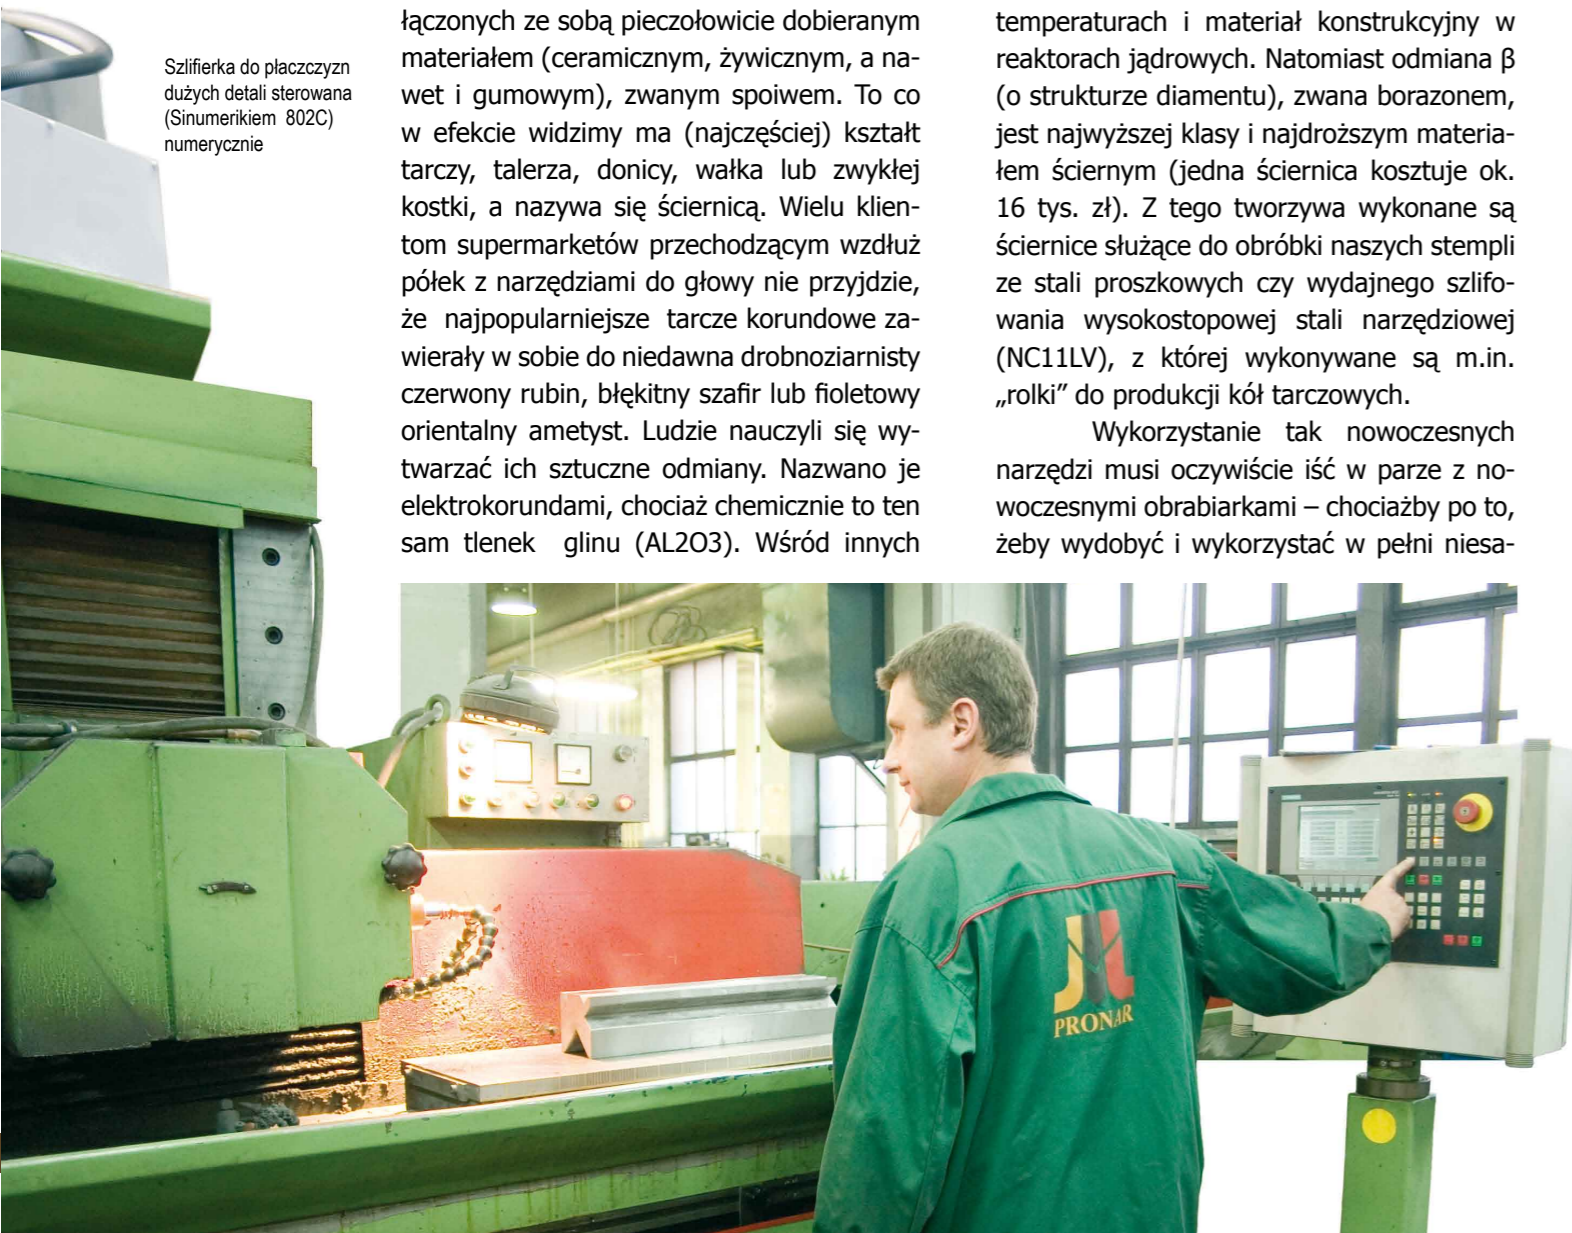 Szlifierka do płaczczyzn
dużych detali sterowana
(Sinumerikiem 802C)
numerycznie
łączonych ze sobą pieczołowicie dobieranym
materiałem (ceramicznym, żywicznym, a na-
wet i gumowym), zwanym spoiwem. To co
w efekcie widzimy ma (najczęściej) kształt
tarczy, talerza, donicy, wałka lub zwykłej
kostki, a nazywa się ściernicą. Wielu klien-
tom supermarketów przechodzącym wzdłuż
półek z narzędziami do głowy nie przyjdzie,
że najpopularniejsze tarcze korundowe za-
wierały w sobie do niedawna drobnoziarnisty
czerwony rubin, błękitny szafir lub fioletowy
orientalny ametyst. Ludzie nauczyli się wy-
twarzać ich sztuczne odmiany. Nazwano je
elektrokorundami, chociaż chemicznie to ten
sam tlenek glinu (AL2O3). Wśród innych
temperaturach i materiał konstrukcyjny w
reaktorach jądrowych. Natomiast odmiana β
(o strukturze diamentu), zwana borazonem,
jest najwyższej klasy i najdroższym materia-
łem ściernym (jedna ściernica kosztuje ok.
16 tys. zł). Z tego tworzywa wykonane są
ściernice służące do obróbki naszych stempli
ze stali proszkowych czy wydajnego szlifo-
wania wysokostopowej stali narzędziowej
(NC11LV), z której wykonywane są m.in.
„rolki” do produkcji kół tarczowych.
Wykorzystanie tak nowoczesnych
narzędzi musi oczywiście iść w parze z no-
woczesnymi obrabiarkami – chociażby po to,
żeby wydobyć i wykorzystać w pełni niesa-
PRONAR